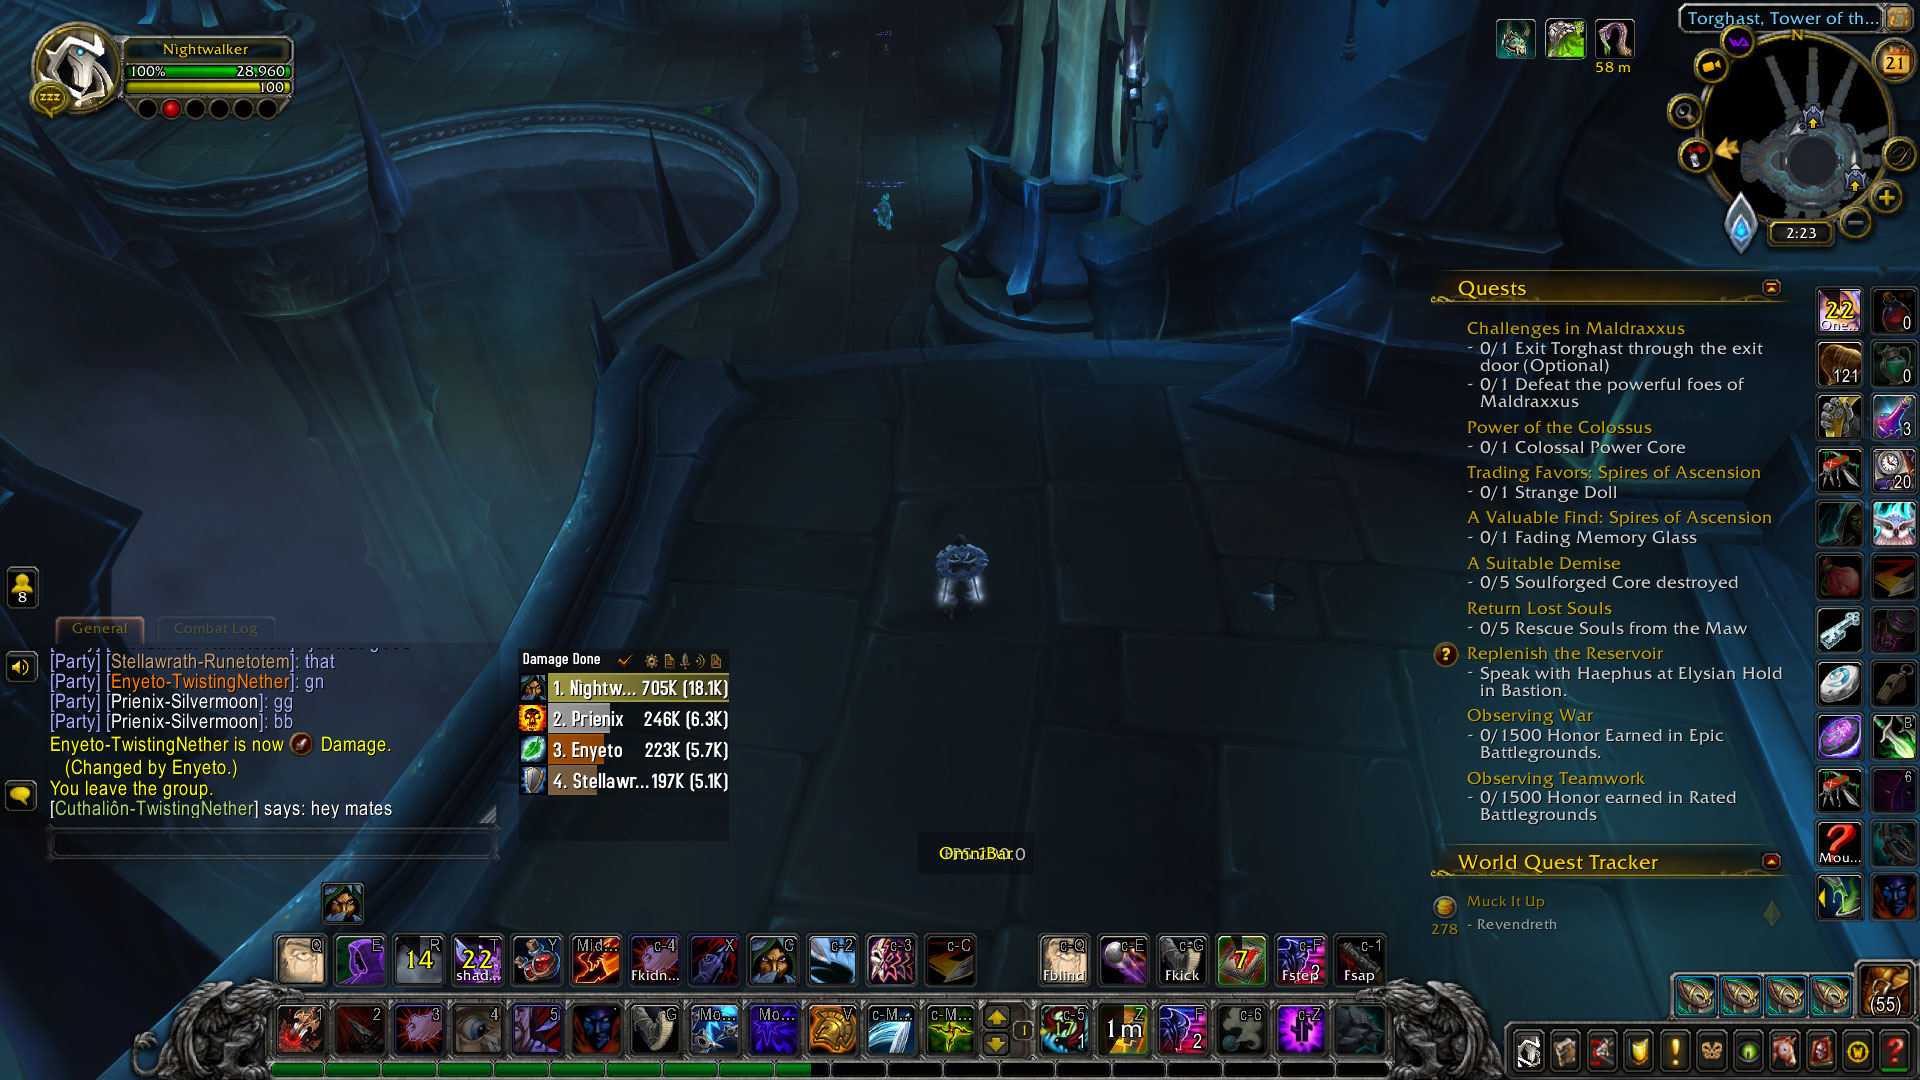 Nightwalker
100% 28,960
100
zzz
58 m
Torghast, Tower of th...
N
21
2:23
Quests
Challenges in Maldraxxus
- 0/1 Exit Torghast through the exit
door (Optional)
- 0/1 Defeat the powerful foes of
Maldraxxus
Power of the Colossus
- 0/1 Colossal Power Core
Trading Favors: Spires of Ascension
- 0/1 Strange Doll
A Valuable Find: Spires of Ascension
- 0/1 Fading Memory Glass
A Suitable Demise
- 0/5 Soulforged Core destroyed
Return Lost Souls
- 0/5 Rescue Souls from the Maw
Replenish the Reservoir
- Speak with Haephus at Elysian Hold
in Bastion.
Observing War
- 0/1500 Honor Earned in Epic
Battlegrounds.
Observing Teamwork
- 0/1500 Honor earned in Rated
Battlegrounds
World Quest Tracker
Muck It Up
278 - Revendreth
22 0
One...
121 0
3
20
B
6
Mou...
8
General Combat Log
[Party] [Stellawrath-Runetotem]: that
[Party] [Enyeto-TwistingNether]: gn
[Party] [Prienix-Silvermoon]: gg
[Party] [Prienix-Silvermoon]: bb
Enyeto-TwistingNether is now Damage.
(Changed by Enyeto.)
You leave the group.
[Cuthaliôn-TwistingNether] says: hey mates
Damage Done
1. Nightw... 705K (18.1K)
2. Prienix 246K (6.3K)
3. Enyeto 223K (5.7K)
4. Stellawr... 197K (5.1K)
OmniBar
Q E R T Y Mid... c-4 X C c-2 c-3 c-C
14 22 shad... Fkidn...
c-Q c-E c-G 7 c-F c-1
Fblind Fkick Fstep 3 Fsap
1 2 3 4 5 G Mo... Mo... V c-M... c-M... 1
c-5 Z F c-6 c-Z
17 1 1m 2
(55)